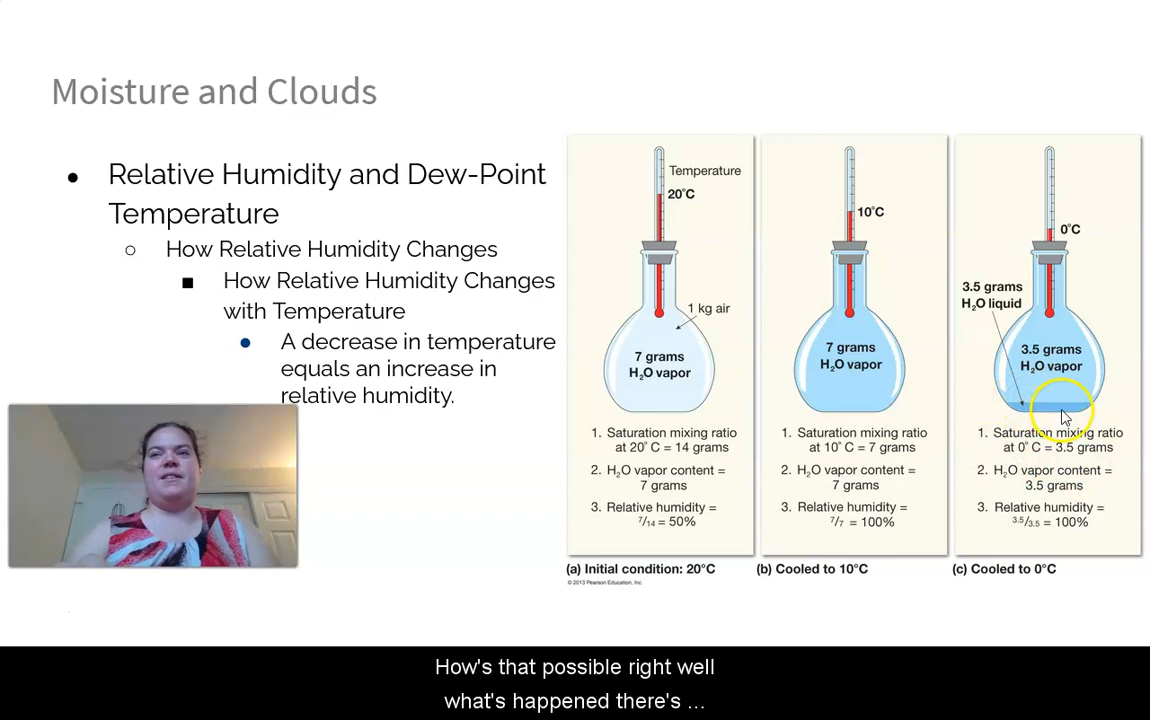 Moisture and Clouds
● Relative Humidity and Dew-Point
Temperature
○ How Relative Humidity Changes
■ How Relative Humidity Changes
with Temperature
● A decrease in temperature
equals an increase in
relative humidity.
Temperature
20°C
1 kg air
7 grams
H₂O vapor
1. Saturation mixing ratio
at 20° C = 14 grams
2. H₂O vapor content =
7 grams
3. Relative humidity =
7/14 = 50%
(a) Initial condition: 20°C
© 2013 Pearson Education, Inc.
10°C
7 grams
H₂O vapor
1. Saturation mixing ratio
at 10° C = 7 grams
2. H₂O vapor content =
7 grams
3. Relative humidity =
7/7 = 100%
(b) Cooled to 10°C
0°C
3.5 grams
H₂O liquid
3.5 grams
H₂O vapor
1. Saturation mixing ratio
at 0° C = 3.5 grams
2. H₂O vapor content =
3.5 grams
3. Relative humidity =
3.5/3.5 = 100%
(c) Cooled to 0°C
How's that possible right well
what's happened there's ...